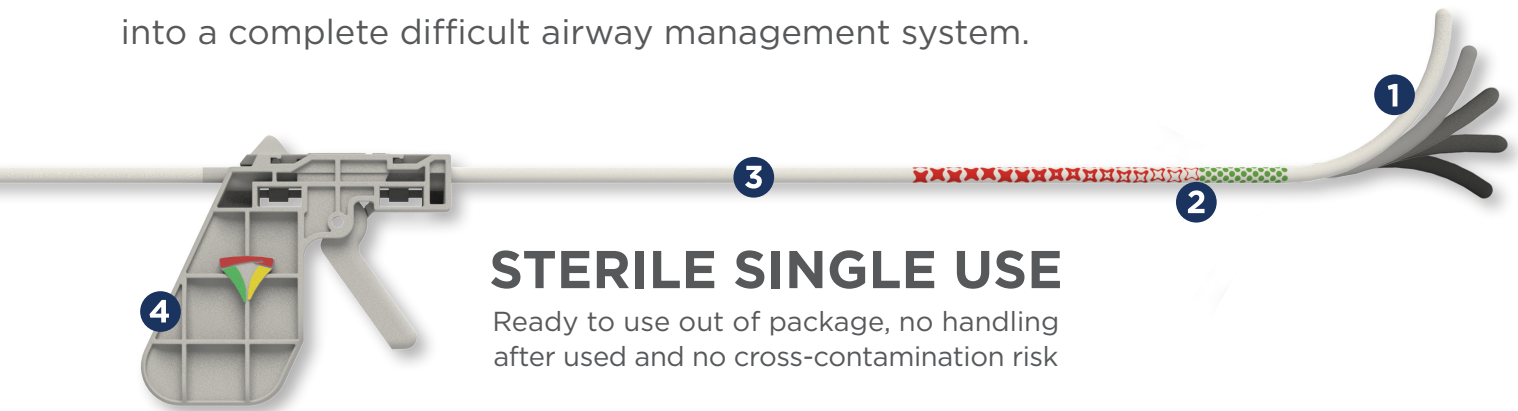 into a complete difficult airway management system.
1
3
2
4
STERILE SINGLE USE
Ready to use out of package, no handling
after used and no cross-contamination risk